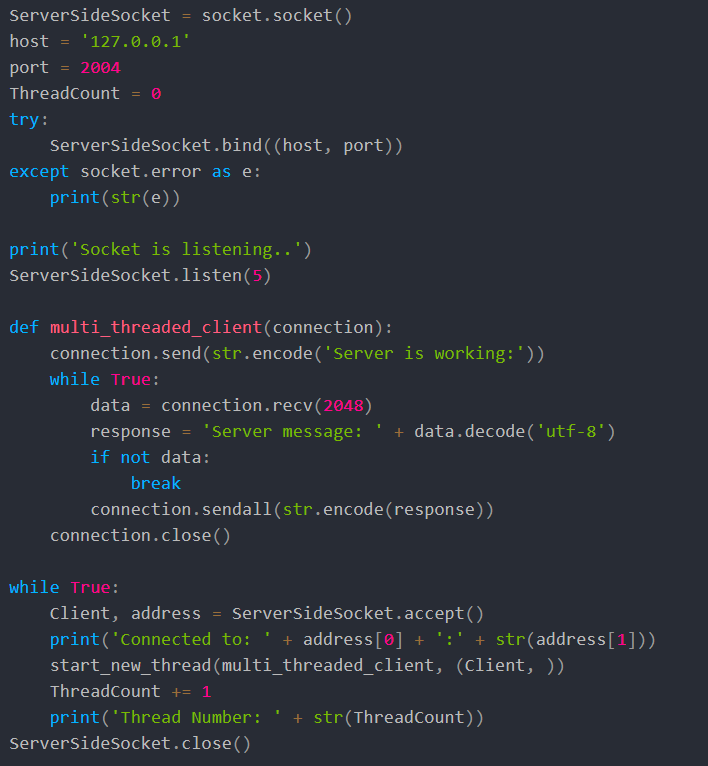 ServerSideSocket = socket.socket()
host = '127.0.0.1'
port = 2004
ThreadCount = 0
try:
    ServerSideSocket.bind((host, port))
except socket.error as e:
    print(str(e))

print('Socket is listening..')
ServerSideSocket.listen(5)

def multi_threaded_client(connection):
    connection.send(str.encode('Server is working:'))
    while True:
        data = connection.recv(2048)
        response = 'Server message: ' + data.decode('utf-8')
        if not data:
            break
        connection.sendall(str.encode(response))
    connection.close()

while True:
    Client, address = ServerSideSocket.accept()
    print('Connected to: ' + address[0] + ':' + str(address[1]))
    start_new_thread(multi_threaded_client, (Client, ))
    ThreadCount += 1
    print('Thread Number: ' + str(ThreadCount))
ServerSideSocket.close()